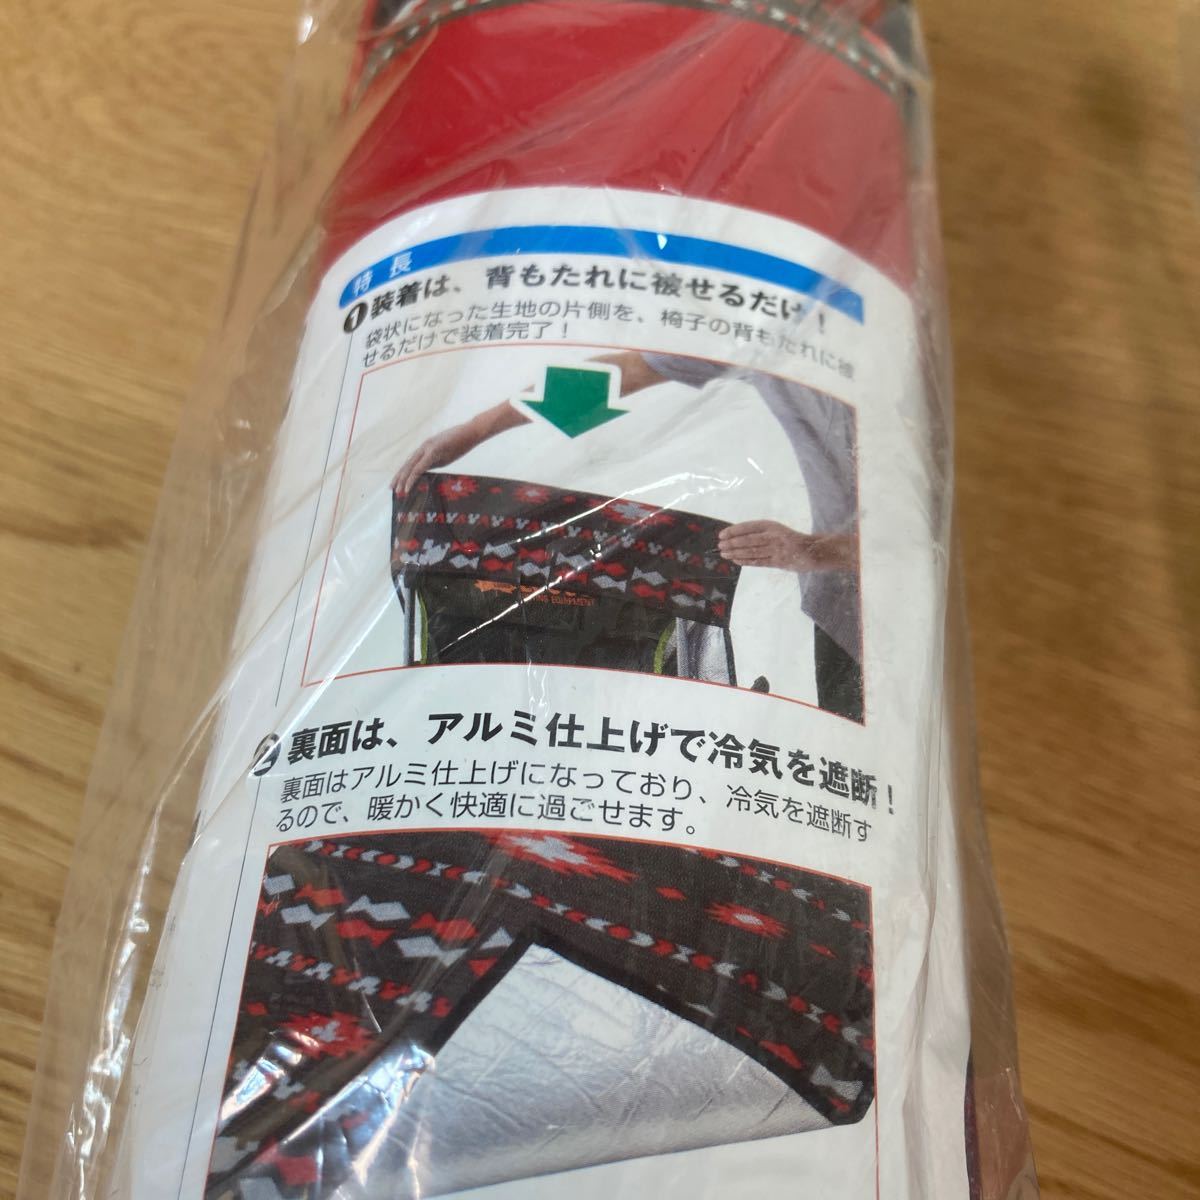 特長
❶装着は、背もたれに被せるだけ!
袋状になった生地の片側を、椅子の背もたれに被
せるだけで装着完了!
EQUIPMENT
❷裏面は、アルミ仕上げで冷気を遮断!
裏面はアルミ仕上げになっており、冷気を遮断す
るので、暖かく快適に過ごせます。